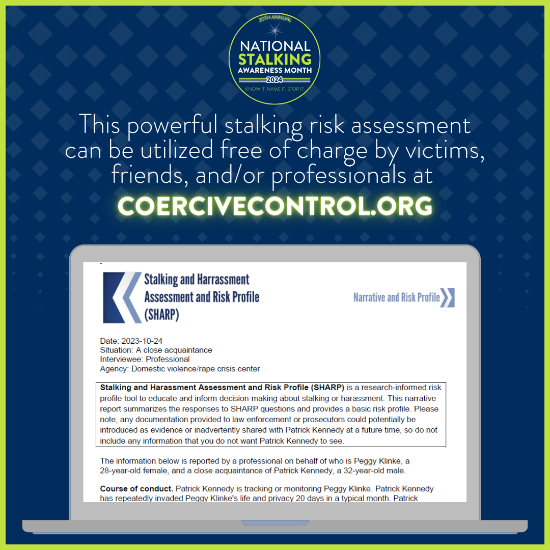 20TH ANNUAL
NATIONAL
STALKING
AWARENESS MONTH
2024
KNOW IT. NAME IT. STOP IT.
This powerful stalking risk assessment
can be utilized free of charge by victims,
friends, and/or professionals at
COERCIVECONTROL.ORG
Stalking and Harrassment
Assessment and Risk Profile
(SHARP)
Narrative and Risk Profile
Date: 2023-10-24
Situation: A close acquaintance
Interviewee: Professional
Agency: Domestic violence/rape crisis center
Stalking and Harassment Assessment and Risk Profile (SHARP) is a research-informed risk
profile tool to educate and inform decision-making about stalking or harassment. This narrative
report summarizes the responses to SHARP questions and provides a basic risk profile. Please
note, any documentation provided to law enforcement or prosecutors could potentially be
introduced as evidence or inadvertently shared with Patrick Kennedy at a future time, so do not
include any information that you do not want Patrick Kennedy to see.
The information below is reported by a professional on behalf of who is Peggy Klinke, a
28-year-old female, and a close acquaintance of Patrick Kennedy, a 32-year-old male.
Course of conduct. Patrick Kennedy is tracking or monitoring Peggy Klinke. Patrick Kennedy
has repeatedly invaded Peggy Klinke's life and privacy 20 days in a typical month. Patrick